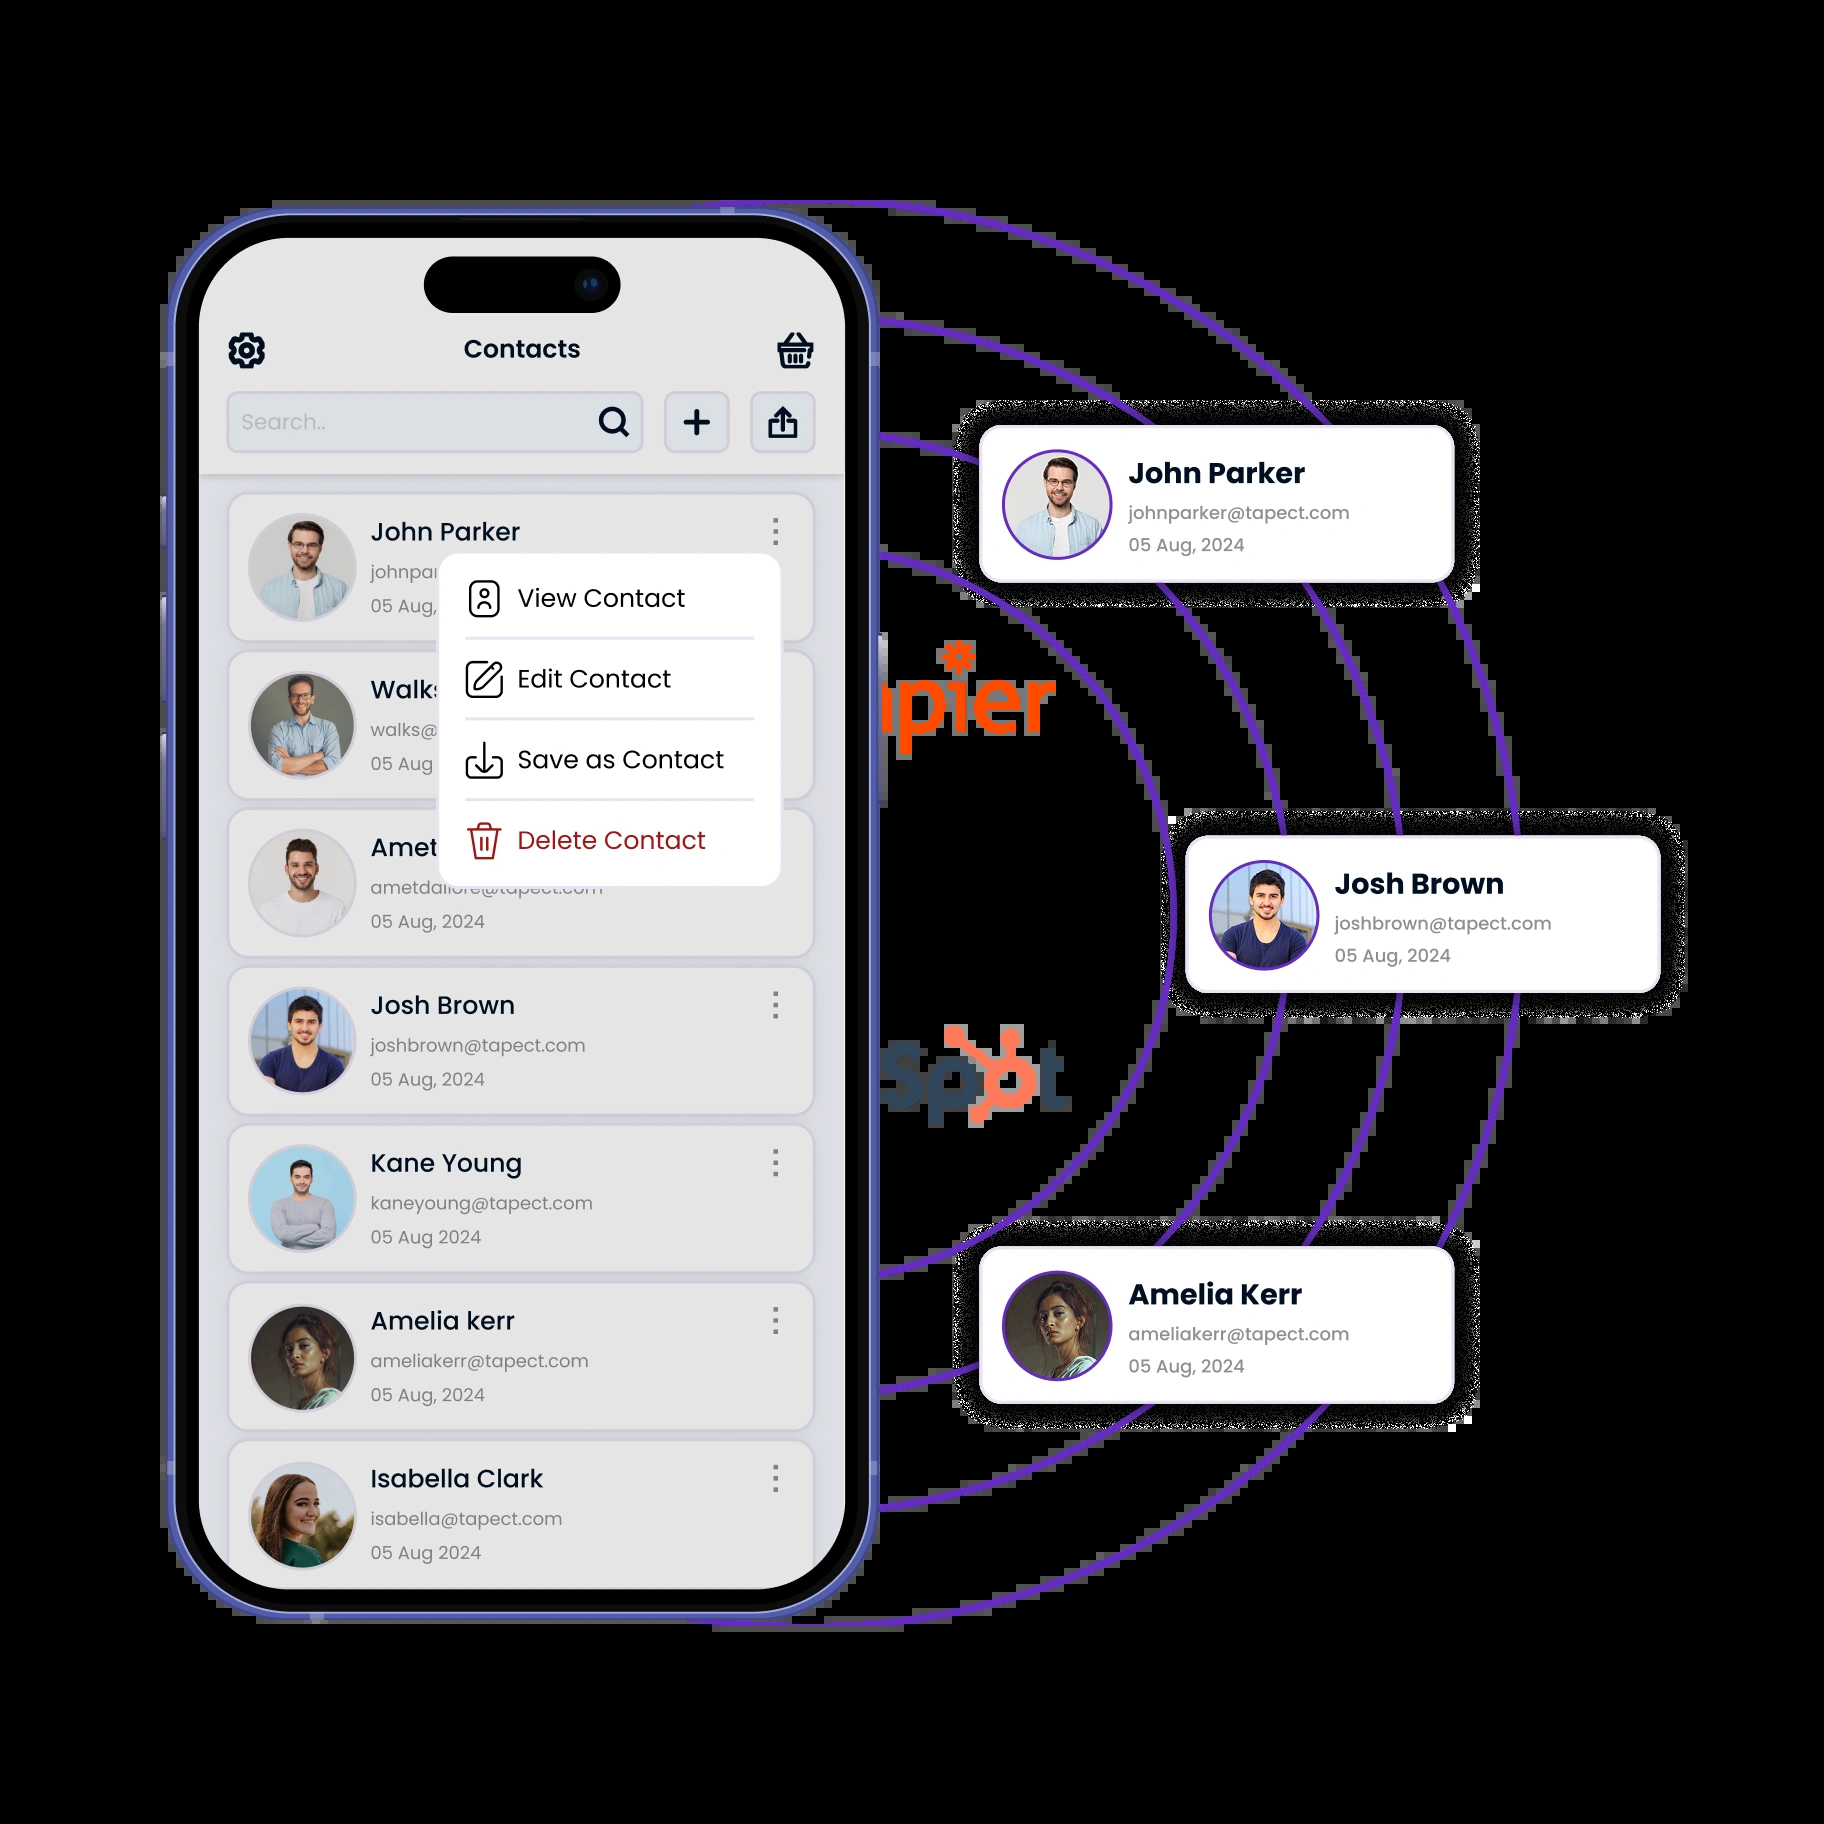 Contacts
Search..
John Parker
johnpar
05 Aug,
View Contact
Edit Contact
Save as Contact
Delete Contact
Walks
walks@
05 Aug
Amet
ametdallore@tapect.com
05 Aug, 2024
Josh Brown
joshbrown@tapect.com
05 Aug, 2024
Kane Young
kaneyoung@tapect.com
05 Aug 2024
Amelia kerr
ameliakerr@tapect.com
05 Aug, 2024
Isabella Clark
isabella@tapect.com
05 Aug 2024
John Parker
johnparker@tapect.com
05 Aug, 2024
apier
Josh Brown
joshbrown@tapect.com
05 Aug, 2024
Spot
Amelia Kerr
ameliakerr@tapect.com
05 Aug, 2024